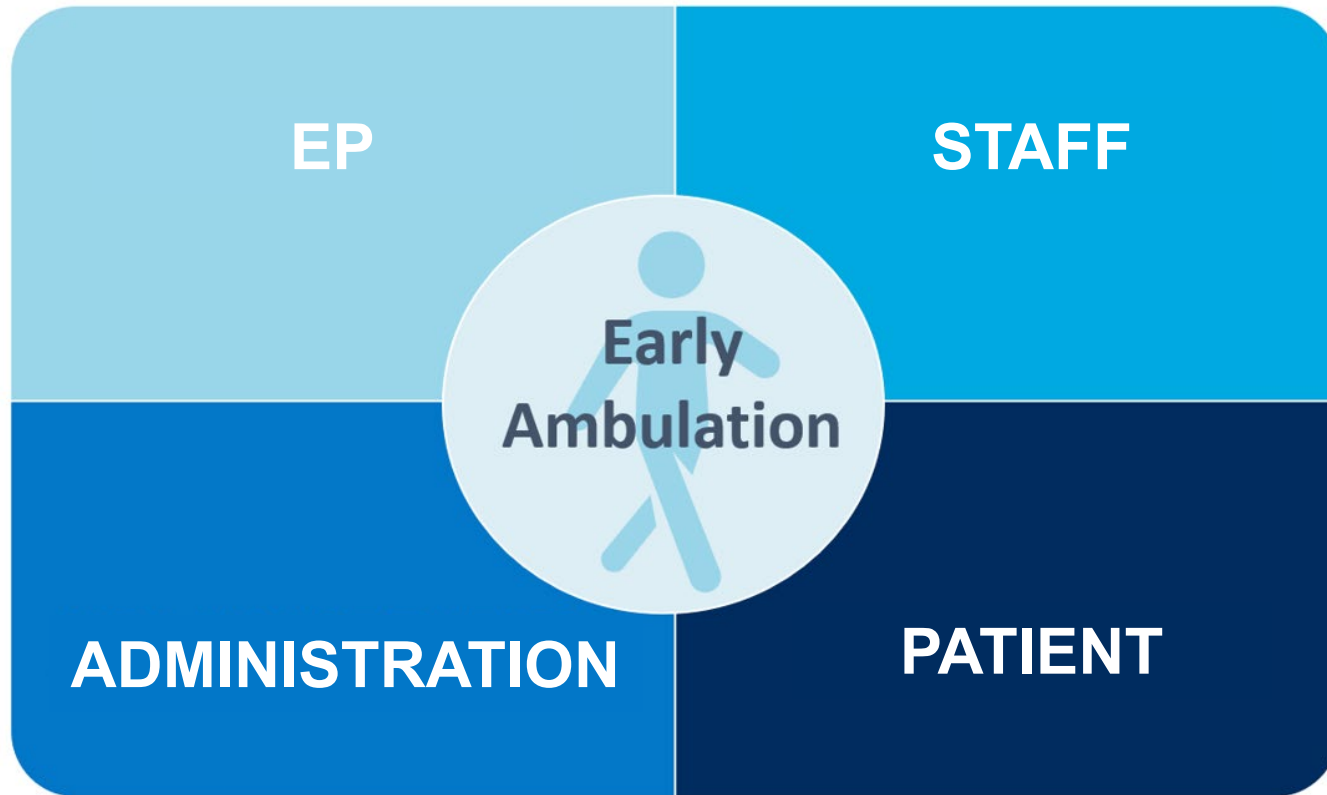 EP
STAFF
Early
Ambulation
ADMINISTRATION
PATIENT